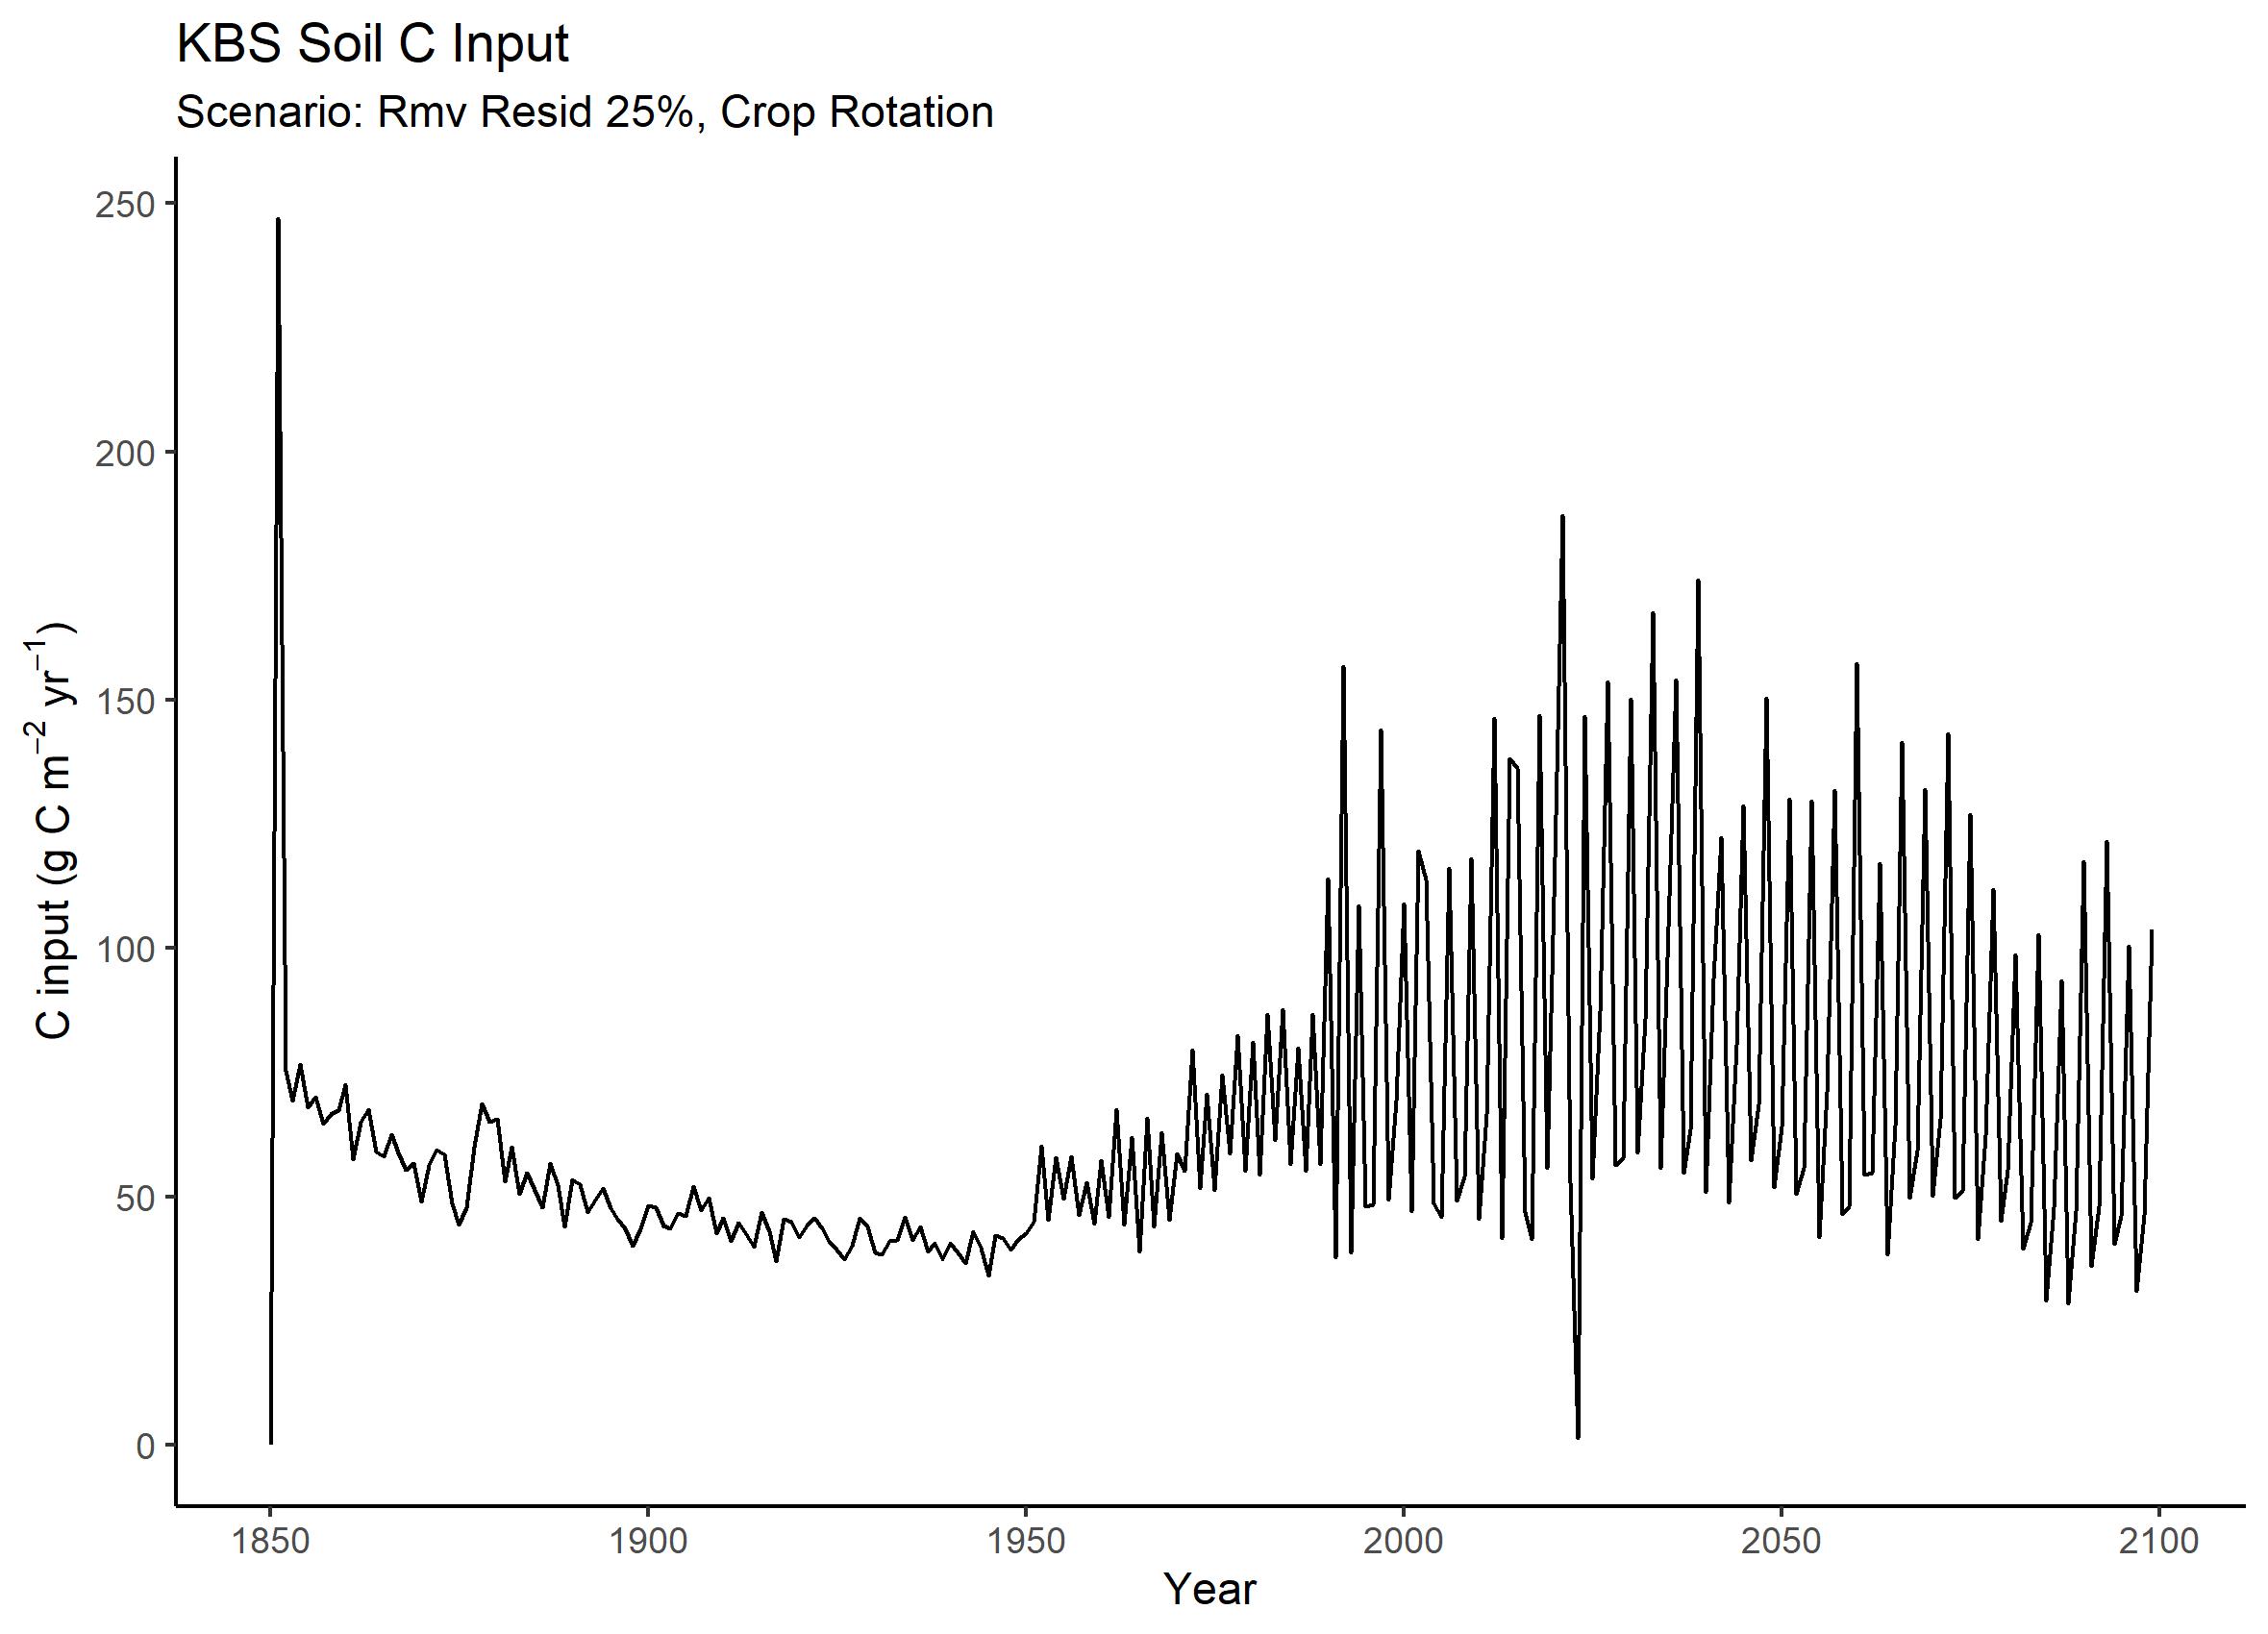 KBS Soil C Input
Scenario: Rmv Resid 25%, Crop Rotation
250
200
150
100
50
0
C input (g C m⁻² yr⁻¹)
1850 1900 1950 2000 2050 2100
Year